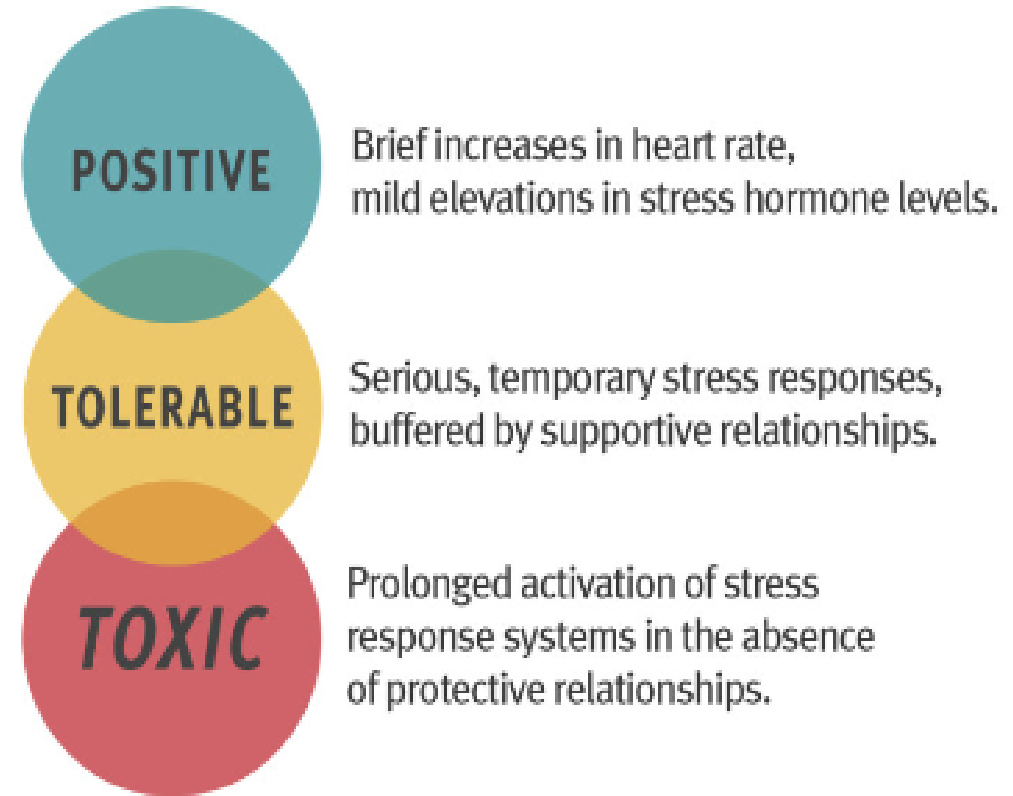 POSITIVE
Brief increases in heart rate,
mild elevations in stress hormone levels.
TOLERABLE
Serious, temporary stress responses,
buffered by supportive relationships.
TOXIC
Prolonged activation of stress
response systems in the absence
of protective relationships.